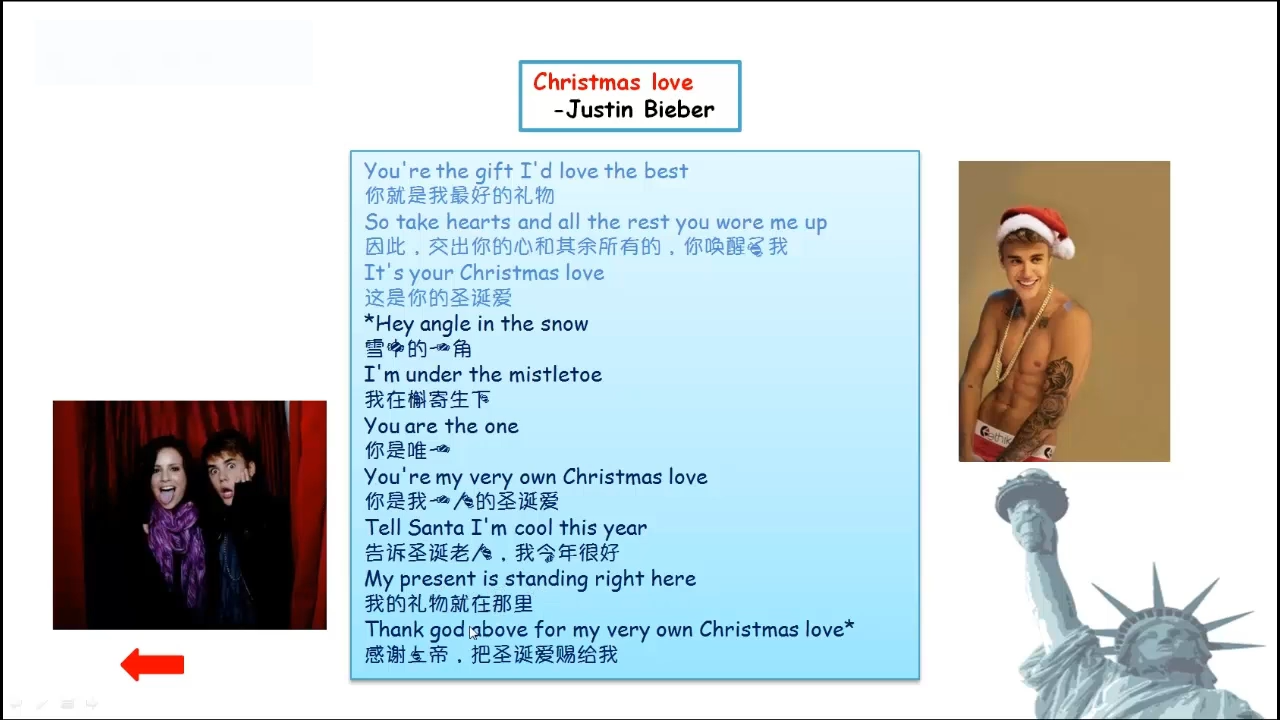 Christmas love
-Justin Bieber
You're the gift I'd love the best
你就是我最好的礼物
So take hearts and all the rest you wore me up
因此，交出你的心和其余所有的，你唤醒了我
It's your Christmas love
这是你的圣诞爱
*Hey angle in the snow
雪中的一角
I'm under the mistletoe
我在槲寄生下
You are the one
你是唯一
You're my very own Christmas love
你是我一人的圣诞爱
Tell Santa I'm cool this year
告诉圣诞老人，我今年很好
My present is standing right here
我的礼物就在那里
Thank god above for my very own Christmas love*
感谢上帝，把圣诞爱赐给我
ethik